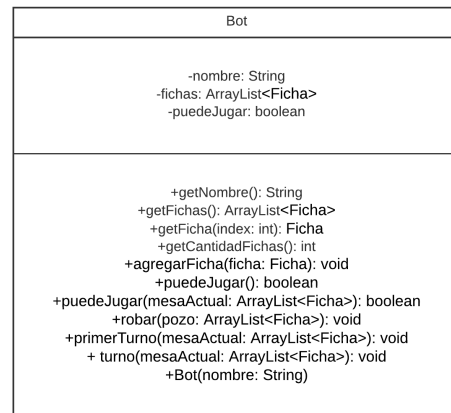 Bot
-nombre: String
-fichas: ArrayList<Ficha>
-puedeJugar: boolean
+getNombre(): String
+getFichas(): ArrayList<Ficha>
+getFicha(index: int): Ficha
+getCantidadFichas(): int
+agregarFicha(ficha: Ficha): void
+puedeJugar(): boolean
+puedeJugar(mesaActual: ArrayList<Ficha>): boolean
+robar(pozo: ArrayList<Ficha>): void
+primerTurno(mesaActual: ArrayList<Ficha>): void
+ turno(mesaActual: ArrayList<Ficha>): void
+Bot(nombre: String)